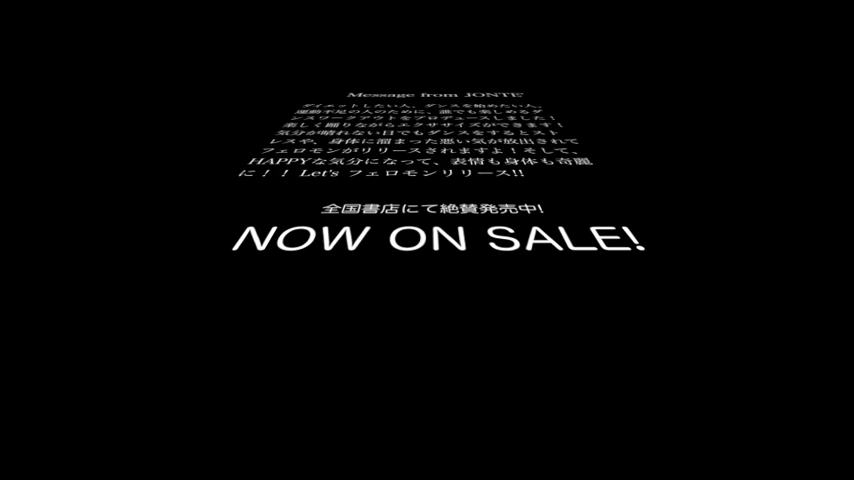 Message from JONTE'
ダイエットしたい人、ダンスを始めたい人、
運動不足の人のために、誰でも楽しめるダ
ンスワークアウトをプロデュースしました！
楽しく踊りながらエクササイズができます！
気分が晴れない日でもダンスをするとスト
レスや、身体に溜まった悪い気が放出されて
フェロモンがリリースされますよ！そして、
HAPPYな気分になって、表情も身体も奇麗
に！！ Let's フェロモンリリース!!
全国書店にて絶賛発売中!
NOW ON SALE!